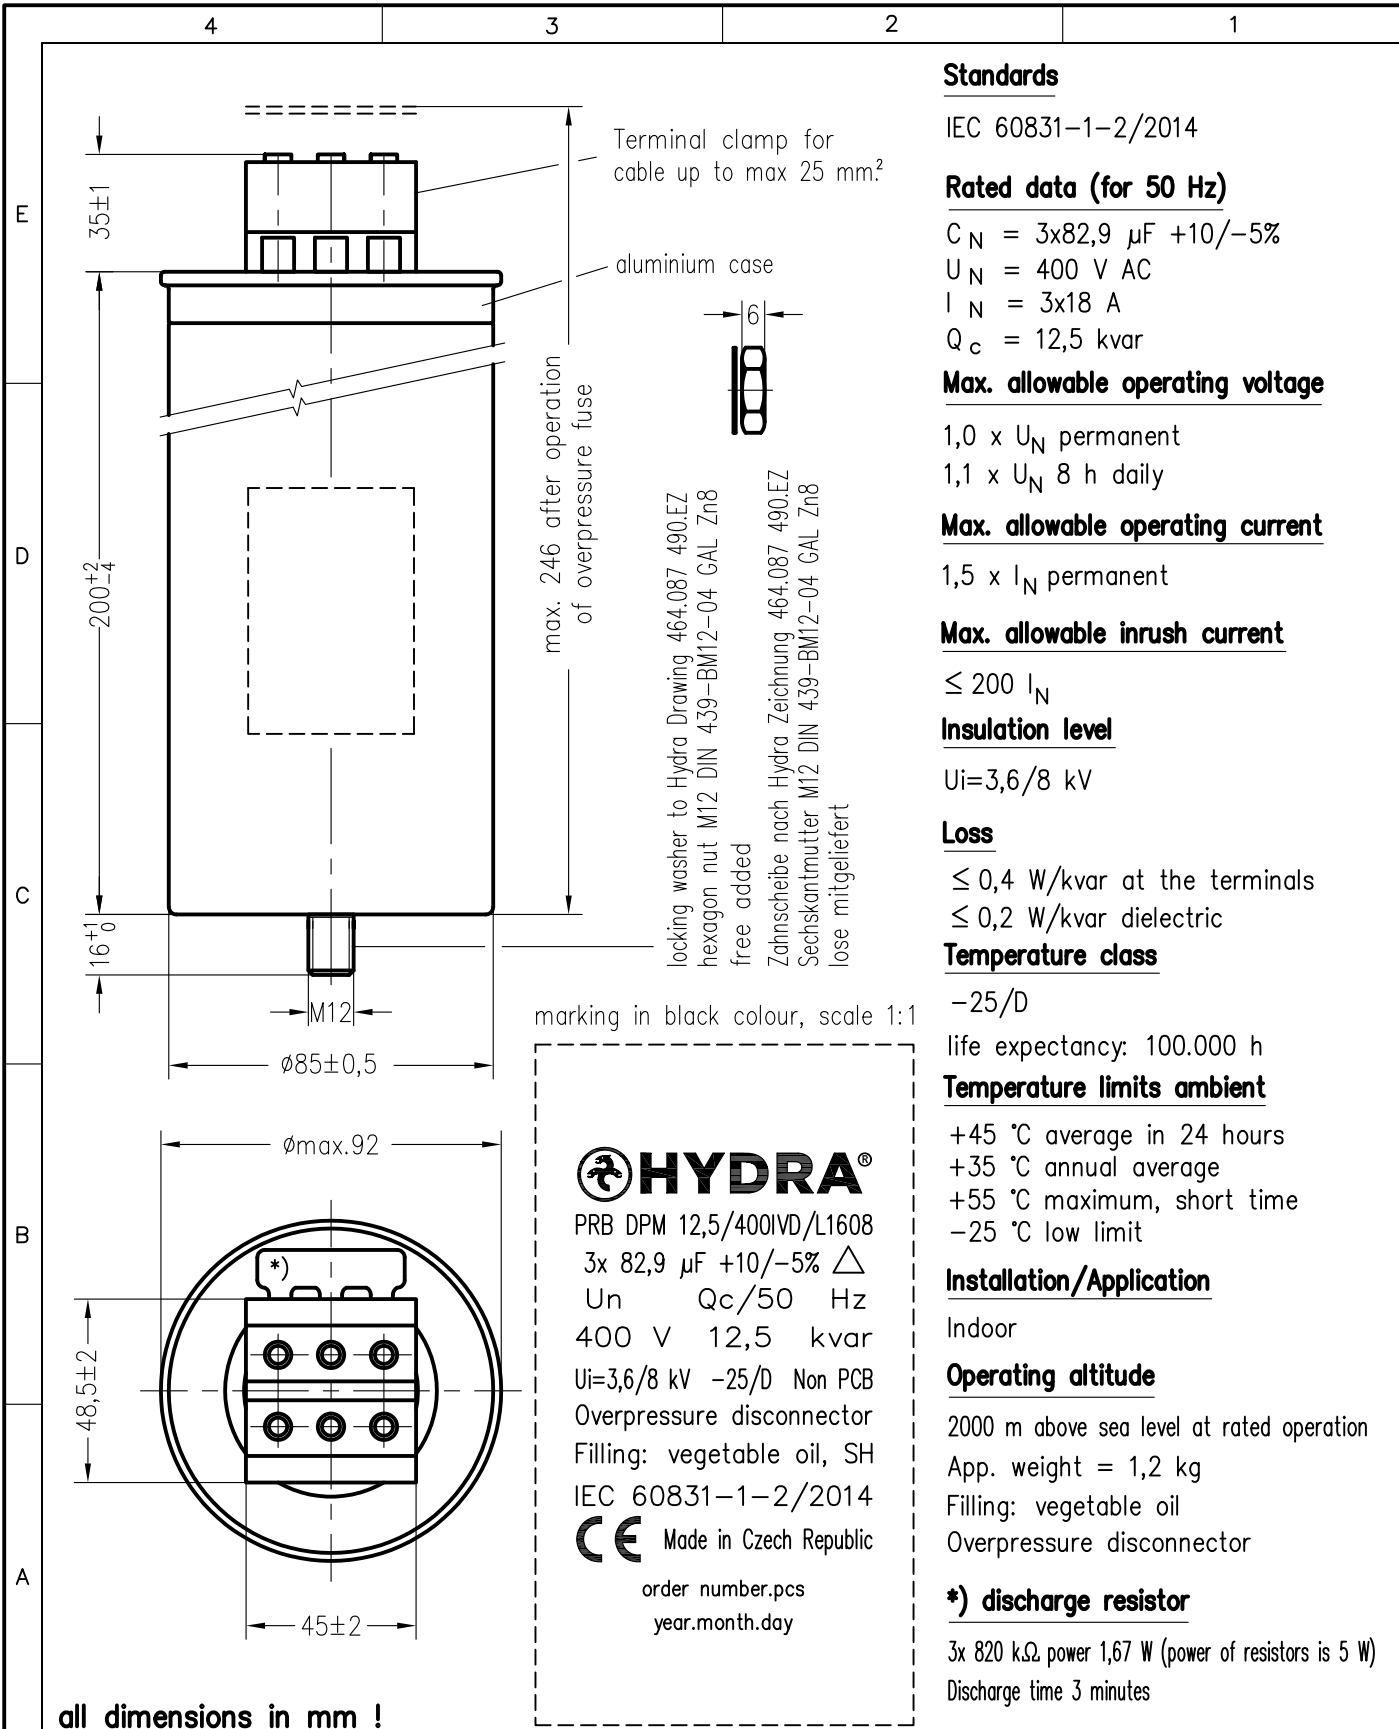 4 3 2 1
E
D
C
B
A
35±1
200+2-4
16+1 0
M12
ø85±0,5
Terminal clamp for
cable up to max 25 mm.²
aluminium case
6
max. 246 after operation
of overpressure fuse
locking washer to Hydra Drawing 464.087 490.EZ
hexagon nut M12 DIN 439-BM12-04 GAL Zn8
free added
Zahnscheibe nach Hydra Zeichnung 464.087 490.EZ
Sechskantmutter M12 DIN 439-BM12-04 GAL Zn8
lose mitgeliefert
ømax.92
*)
48,5±2
45±2
all dimensions in mm !
marking in black colour, scale 1:1
HYDRA®
PRB DPM 12,5/400IVD/L1608
3x 82,9 µF +10/-5% △
Un Qc/50 Hz
400 V 12,5 kvar
Ui=3,6/8 kV -25/D Non PCB
Overpressure disconnector
Filling: vegetable oil, SH
IEC 60831-1-2/2014
CE Made in Czech Republic
order number.pcs
year.month.day
Standards
IEC 60831-1-2/2014
Rated data (for 50 Hz)
C N = 3x82,9 µF +10/-5%
U N = 400 V AC
I N = 3x18 A
Q c = 12,5 kvar
Max. allowable operating voltage
1,0 x UN permanent
1,1 x UN 8 h daily
Max. allowable operating current
1,5 x IN permanent
Max. allowable inrush current
≤ 200 IN
Insulation level
Ui=3,6/8 kV
Loss
≤ 0,4 W/kvar at the terminals
≤ 0,2 W/kvar dielectric
Temperature class
-25/D
life expectancy: 100.000 h
Temperature limits ambient
+45 °C average in 24 hours
+35 °C annual average
+55 °C maximum, short time
-25 °C low limit
Installation/Application
Indoor
Operating altitude
2000 m above sea level at rated operation
App. weight = 1,2 kg
Filling: vegetable oil
Overpressure disconnector
*) discharge resistor
3x 820 kΩ power 1,67 W (power of resistors is 5 W)
Discharge time 3 minutes